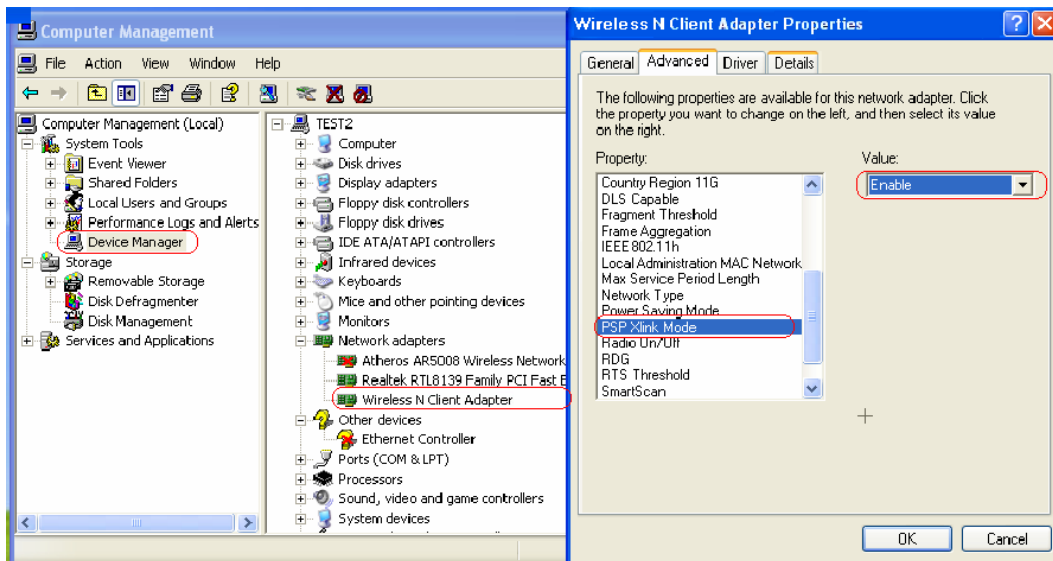 Computer Management
File Action View Window Help
Computer Management (Local)
System Tools
Event Viewer
Shared Folders
Local Users and Groups
Performance Logs and Alerts
Device Manager
Storage
Removable Storage
Disk Defragmenter
Disk Management
Services and Applications
TEST2
Computer
Disk drives
Display adapters
Floppy disk controllers
Floppy disk drives
IDE ATA/ATAPI controllers
Infrared devices
Keyboards
Mice and other pointing devices
Monitors
Network adapters
Atheros AR5008 Wireless Network
Realtek RTL8139 Family PCI Fast E
Wireless N Client Adapter
Other devices
Ethernet Controller
Ports (COM & LPT)
Processors
Sound, video and game controllers
System devices
Wireless N Client Adapter Properties
General Advanced Driver Details
The following properties are available for this network adapter. Click
the property you want to change on the left, and then select its value
on the right.
Property:
Value:
Country Region 11G
Enable
DLS Capable
Fragment Threshold
Frame Aggregation
IEEE 802.11h
Local Administration MAC Network
Max Service Period Length
Network Type
Power Saving Mode
PSP Xlink Mode
Radio On/Off
RDG
RTS Threshold
SmartScan
OK Cancel